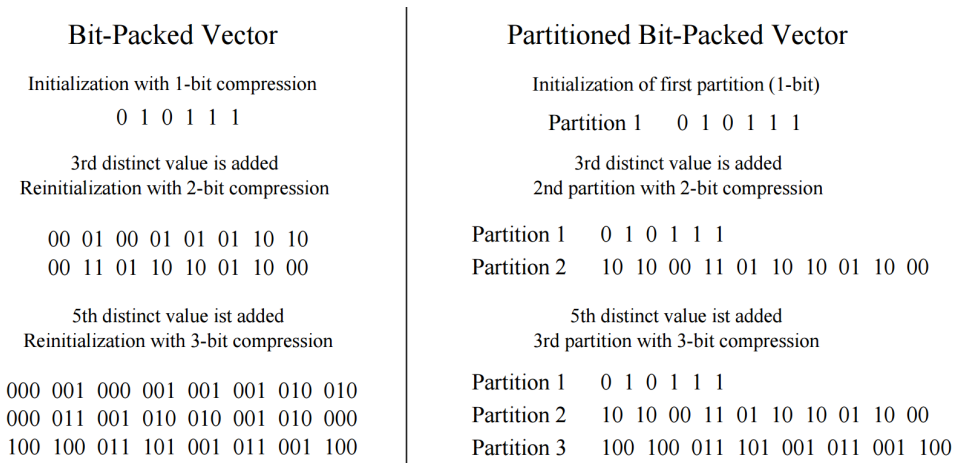 Bit-Packed Vector
Initialization with 1-bit compression
0 1 0 1 1 1
3rd distinct value is added
Reinitialization with 2-bit compression
00 01 00 01 01 01 10 10
00 11 01 10 10 01 10 00
5th distinct value ist added
Reinitialization with 3-bit compression
000 001 000 001 001 001 010 010
000 011 001 010 010 001 010 000
100 100 011 101 001 011 001 100
Partitioned Bit-Packed Vector
Initialization of first partition (1-bit)
Partition 1 0 1 0 1 1 1
3rd distinct value is added
2nd partition with 2-bit compression
Partition 1 0 1 0 1 1 1
Partition 2 10 10 00 11 01 10 10 01 10 00
5th distinct value ist added
3rd partition with 3-bit compression
Partition 1 0 1 0 1 1 1
Partition 2 10 10 00 11 01 10 10 01 10 00
Partition 3 100 100 011 101 001 011 001 100